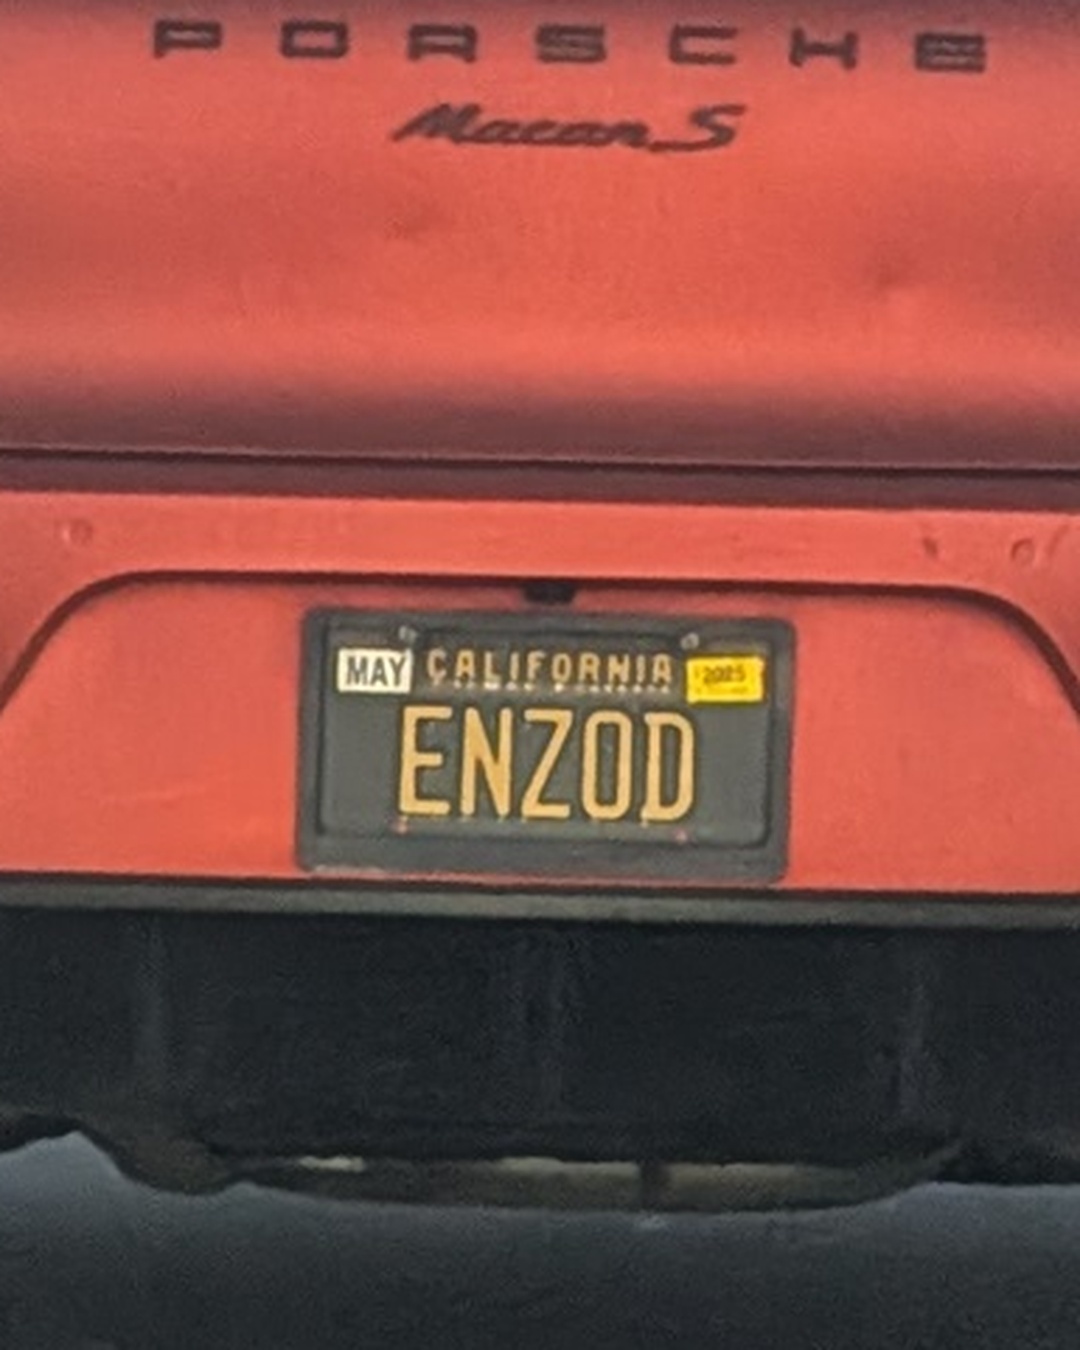 PORSCHE
Macan S
MAY CALIFORNIA 2025
ENZOD